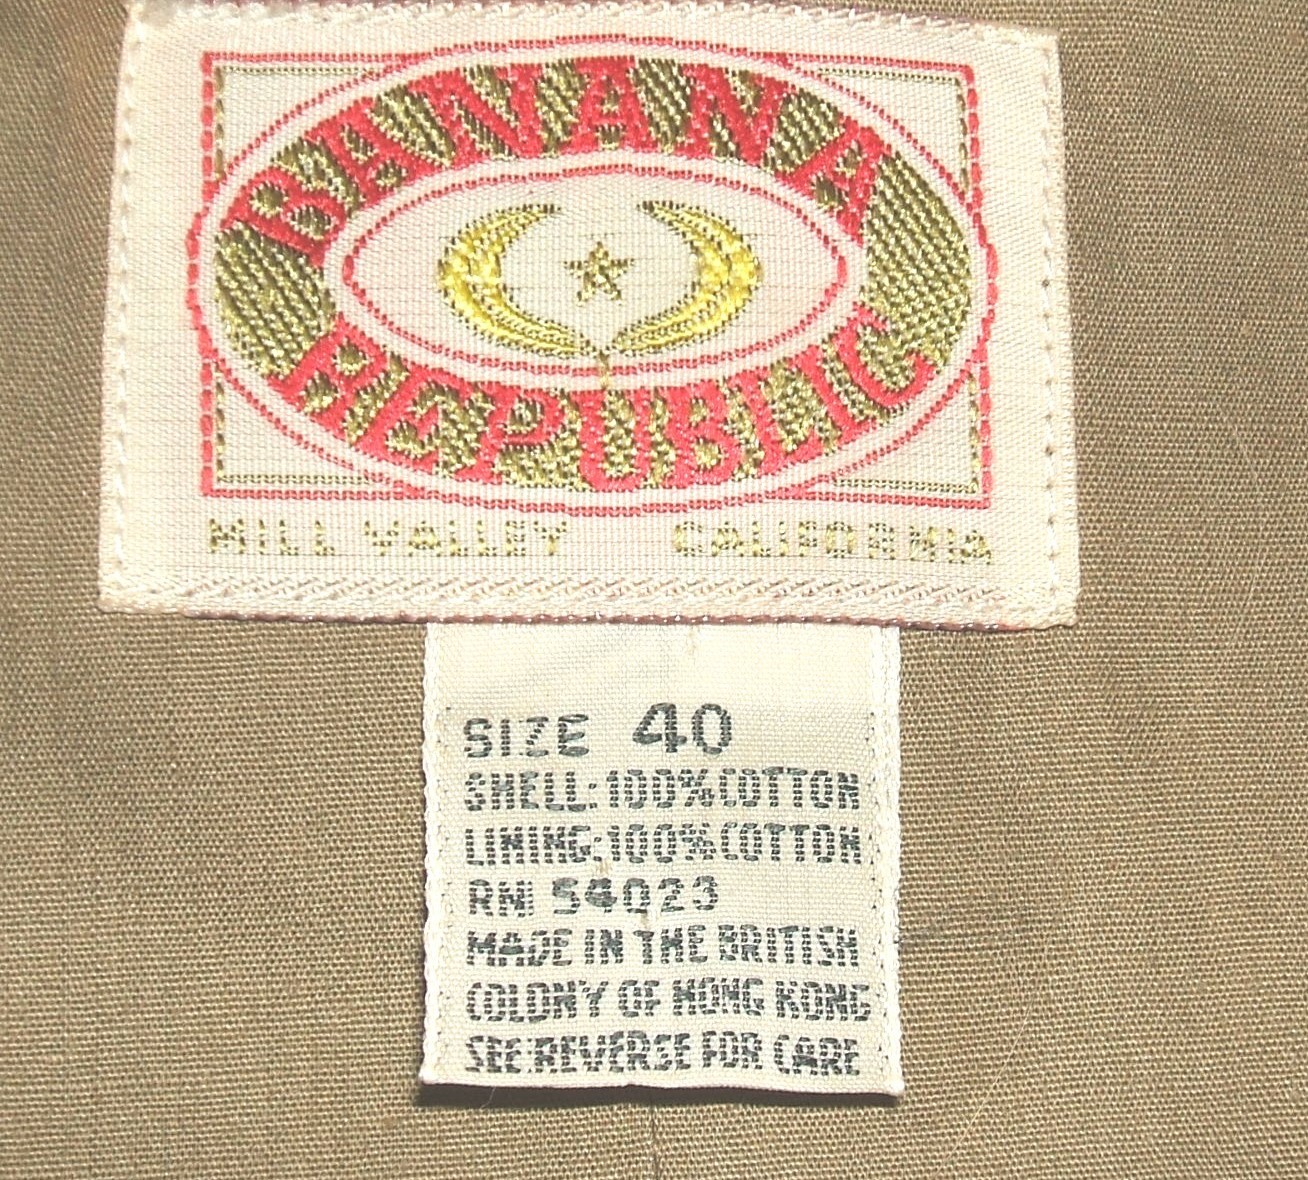 BANANA
REPUBLIC
MILL VALLEY CALIFORNIA
SIZE 40
SHELL:100%COTTON
LINING:100%COTTON
RN 54023
MADE IN THE BRITISH
COLONY OF HONG KONG
SEE REVERSE FOR CARE